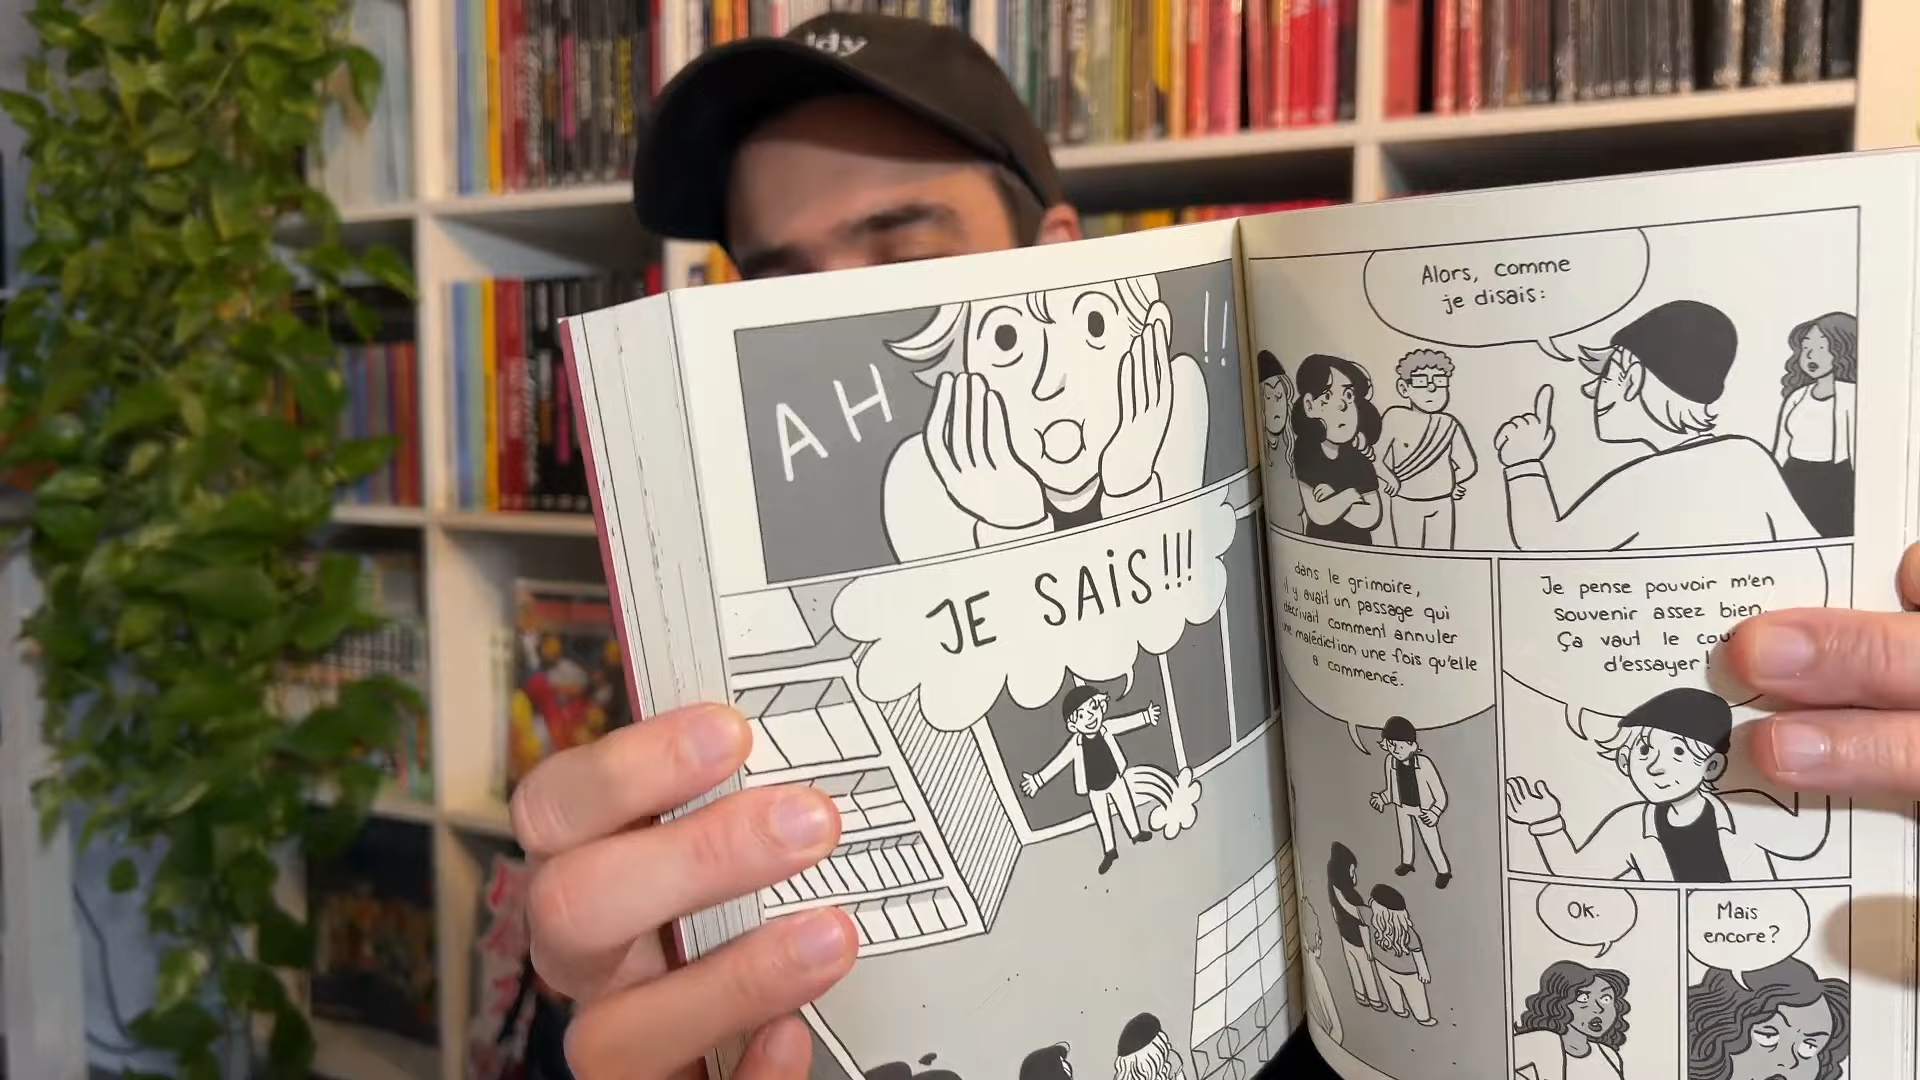 AH !!
JE SAIS!!!
Alors, comme
je disais:
dans le grimoire,
il y avait un passage qui
décrivait comment annuler
une malédiction une fois qu'elle
a commencé.
Je pense pouvoir m'en
souvenir assez bien.
Ça vaut le
d'essayer!
Ok.
Mais
encore?